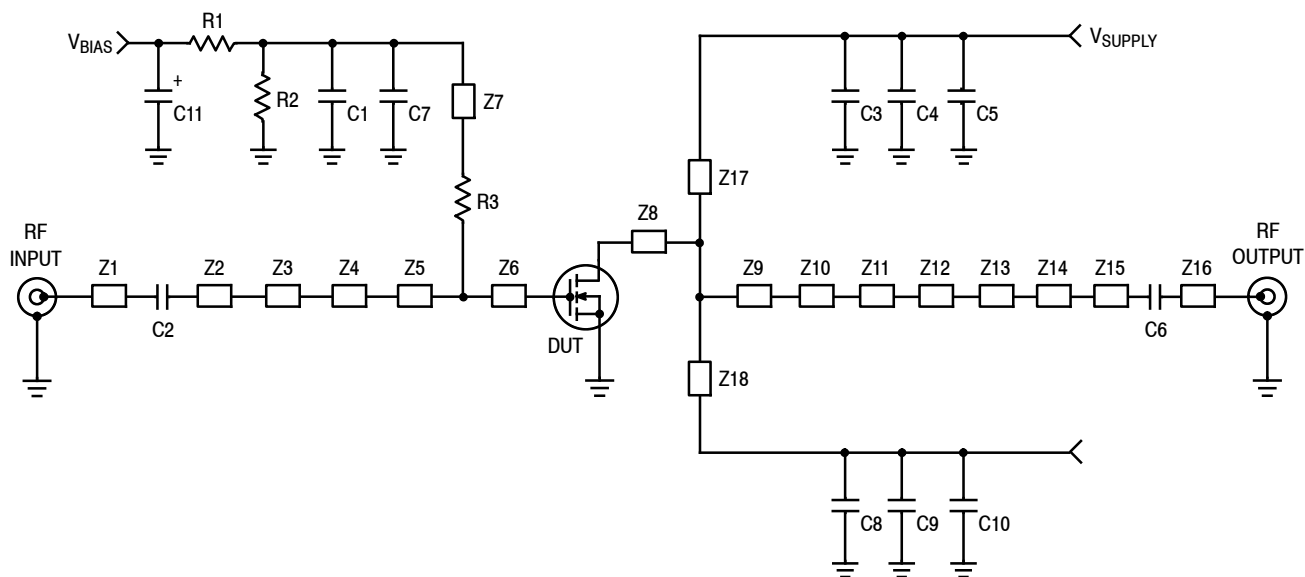 R1
VBIAS
VSUPPLY
+
C11
R2
C1
C7
Z7
C3
C4
C5
R3
Z17
Z8
RF
INPUT
RF
OUTPUT
Z1
Z2
Z3
Z4
Z5
Z6
Z9
Z10
Z11
Z12
Z13
Z14
Z15
Z16
C2
C6
DUT
Z18
C8
C9
C10